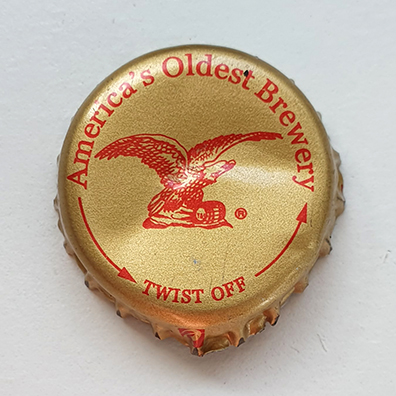 America's Oldest Brewery
®
TWIST OFF